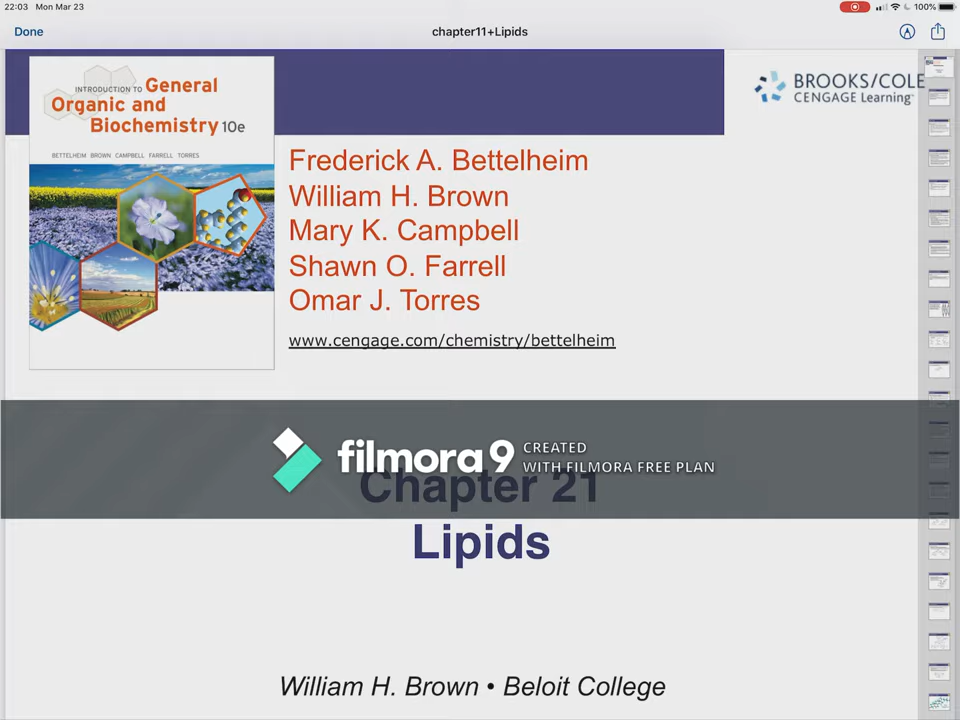 22:03 Mon Mar 23
100%
Done
chapter11+Lipids
INTRODUCTION TO General
Organic and
Biochemistry 10e
BETTELHEIM BROWN CAMPBELL FARRELL TORRES
BROOKS/COLE
CENGAGE Learning™
Frederick A. Bettelheim
William H. Brown
Mary K. Campbell
Shawn O. Farrell
Omar J. Torres
www.cengage.com/chemistry/bettelheim
filmora9 CREATED
WITH FILMORA FREE PLAN
Chapter 21
Lipids
William H. Brown • Beloit College